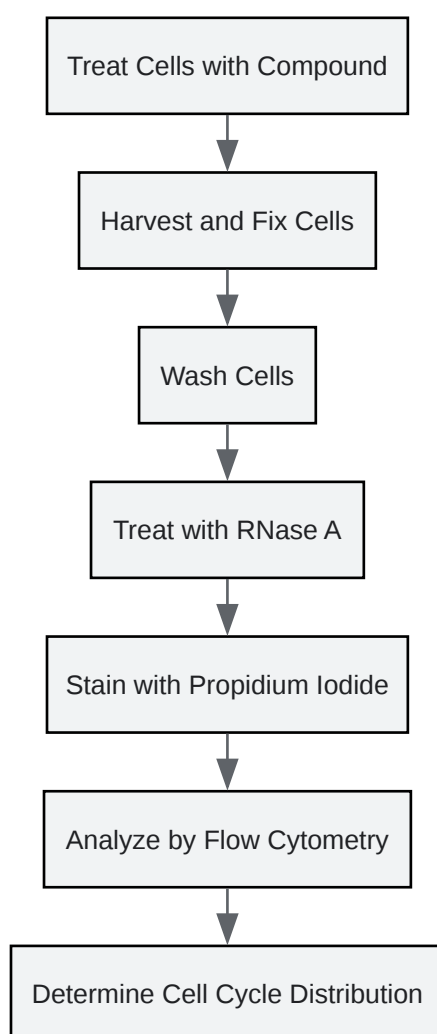 Treat Cells with Compound
Harvest and Fix Cells
Wash Cells
Treat with RNase A
Stain with Propidium Iodide
Analyze by Flow Cytometry
Determine Cell Cycle Distribution